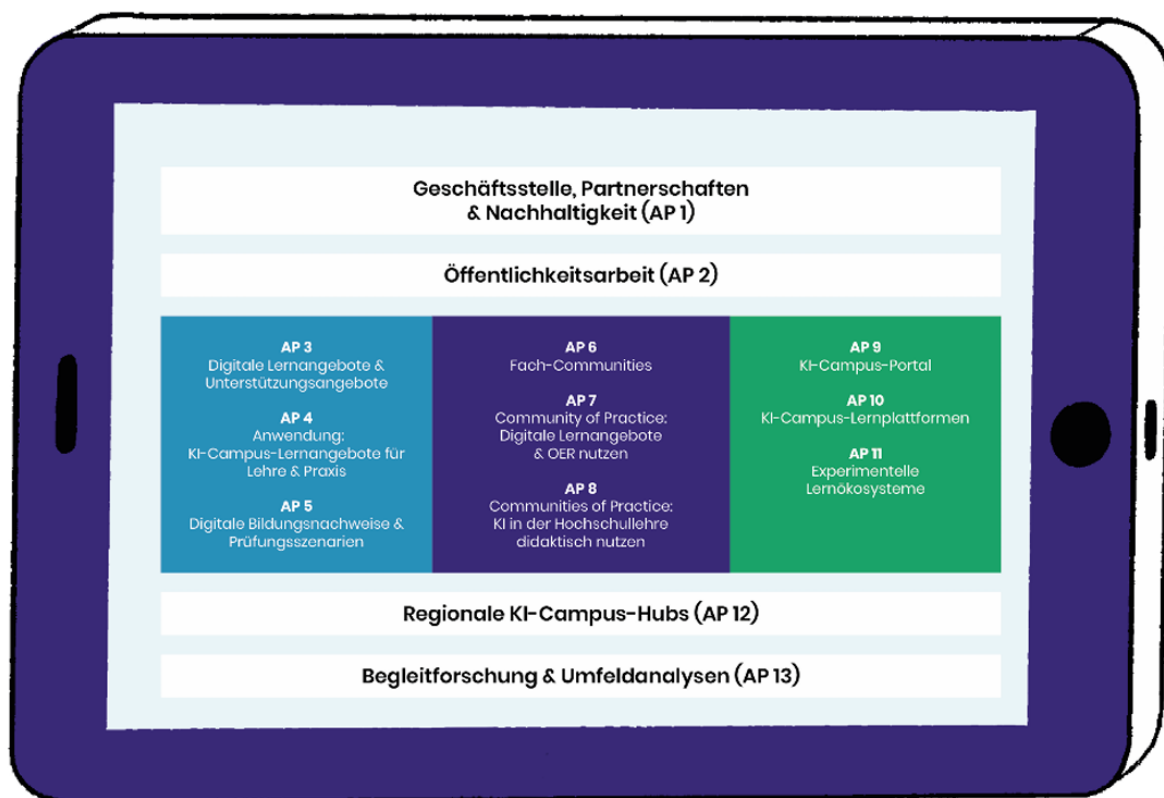 Geschäftsstelle, Partnerschaften
& Nachhaltigkeit (AP 1)
Öffentlichkeitsarbeit (AP 2)
AP 3
Digitale Lernangebote &
Unterstützungsangebote
AP 4
Anwendung:
KI-Campus-Lernangebote für
Lehre & Praxis
AP 5
Digitale Bildungsnachweise &
Prüfungsszenarien
AP 6
Fach-Communities
AP 7
Community of Practice:
Digitale Lernangebote
& OER nutzen
AP 8
Communities of Practice:
KI in der Hochschullehre
didaktisch nutzen
AP 9
KI-Campus-Portal
AP 10
KI-Campus-Lernplattformen
AP 11
Experimentelle
Lernökosysteme
Regionale KI-Campus-Hubs (AP 12)
Begleitforschung & Umfeldanalysen (AP 13)